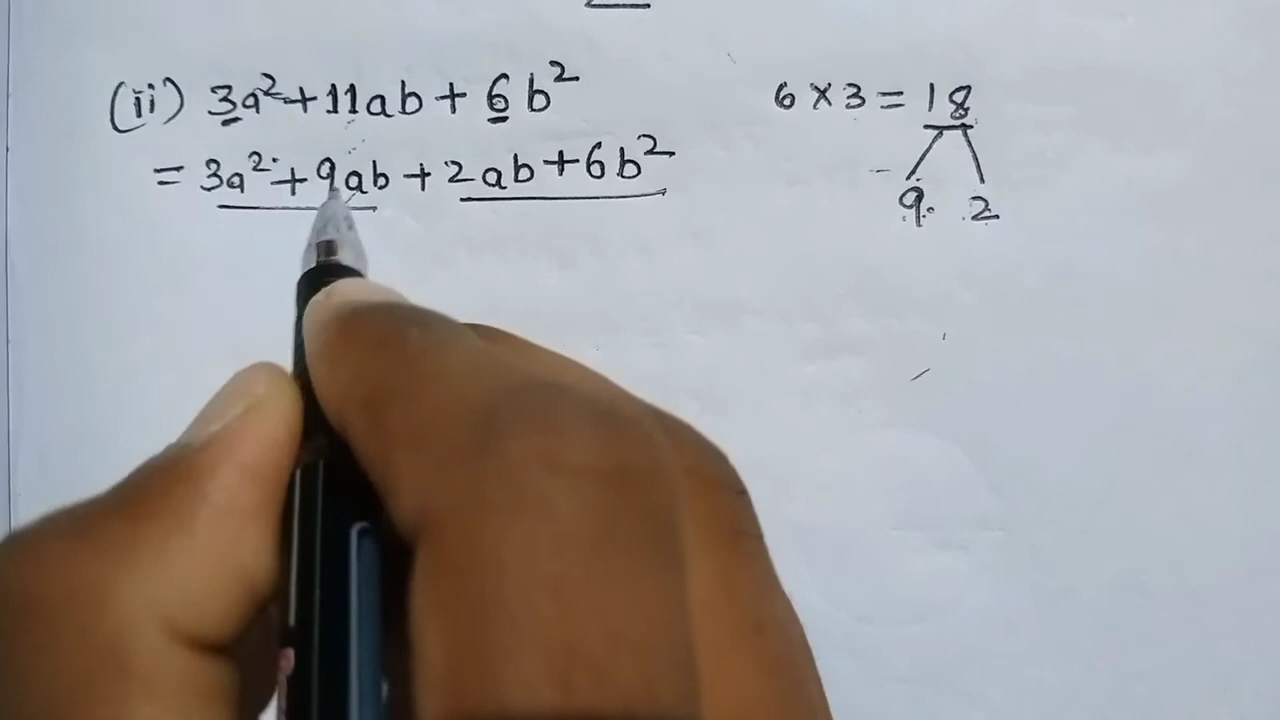 (ii) 3a²+11ab+6b²
= 3a²+9ab+2ab+6b²
6×3=18
9 2